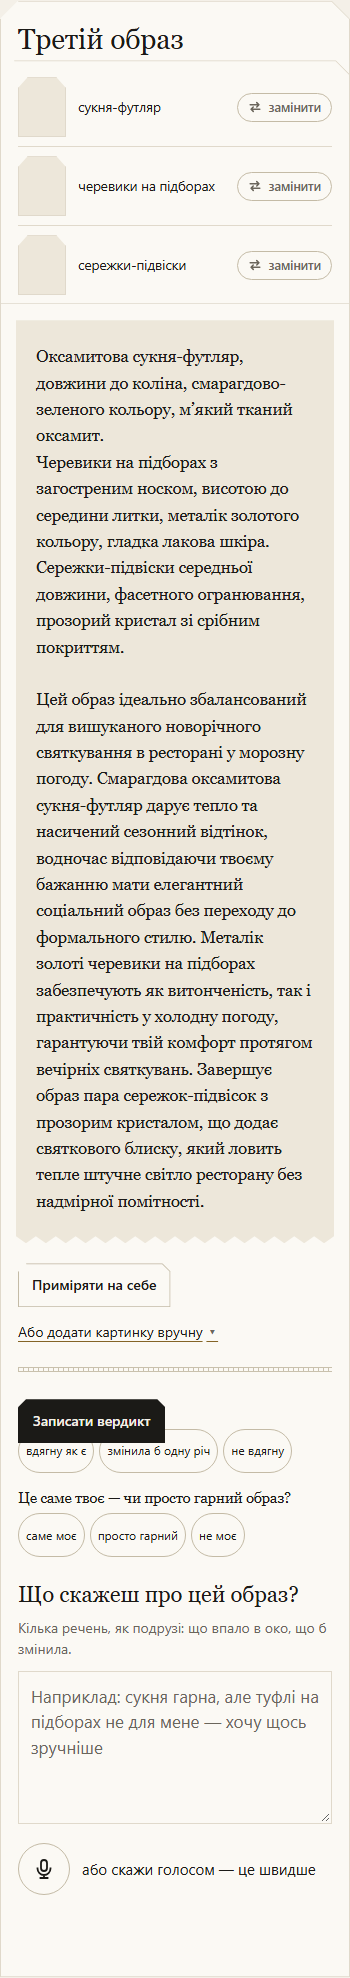 Третій образ
сукня-футляр
замінити
черевики на підборах
замінити
сережки-підвіски
замінити
Оксамитова сукня-футляр,
довжини до коліна, смарагдово-
зеленого кольору, м’який тканий
оксамит.
Черевики на підборах з
загостреним носком, висотою до
середини литки, металік золотого
кольору, гладка лакова шкіра.
Сережки-підвіски середньої
довжини, фасетного огранювання,
прозорий кристал зі срібним
покриттям.
Цей образ ідеально збалансований
для вишуканого новорічного
святкування в ресторані у морозну
погоду. Смарагдова оксамитова
сукня-футляр дарує тепло та
насичений сезонний відтінок,
водночас відповідаючи твоєму
бажанню мати елегантний
соціальний образ без переходу до
формального стилю. Металік
золоті черевики на підборах
забезпечують як витонченість, так і
практичність у холодну погоду,
гарантуючи твій комфорт протягом
вечірніх святкувань. Завершує
образ пара сережок-підвісок з
прозорим кристалом, що додає
святкового блиску, який ловить
тепле штучне світло ресторану без
надмірної помітності.
Приміряти на себе
Або додати картинку вручну
Записати вердикт
вдягну як є
змінила б одну річ
не вдягну
Це саме твоє — чи просто гарний образ?
саме моє
просто гарний
не моє
Що скажеш про цей образ?
Кілька речень, як подрузі: що впало в око, що б
змінила.
Наприклад: сукня гарна, але туфлі на
підборах не для мене — хочу щось
зручніше
або скажи голосом — це швидше